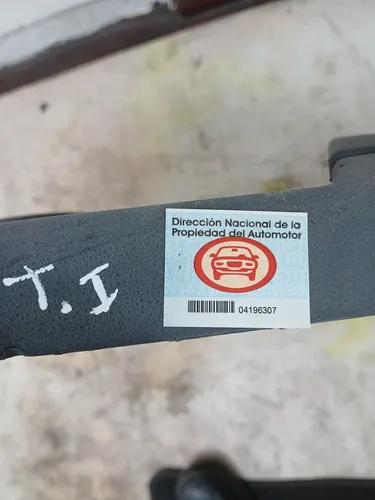 Dirección Nacional de la
Propiedad del Automotor
04196307
T.I